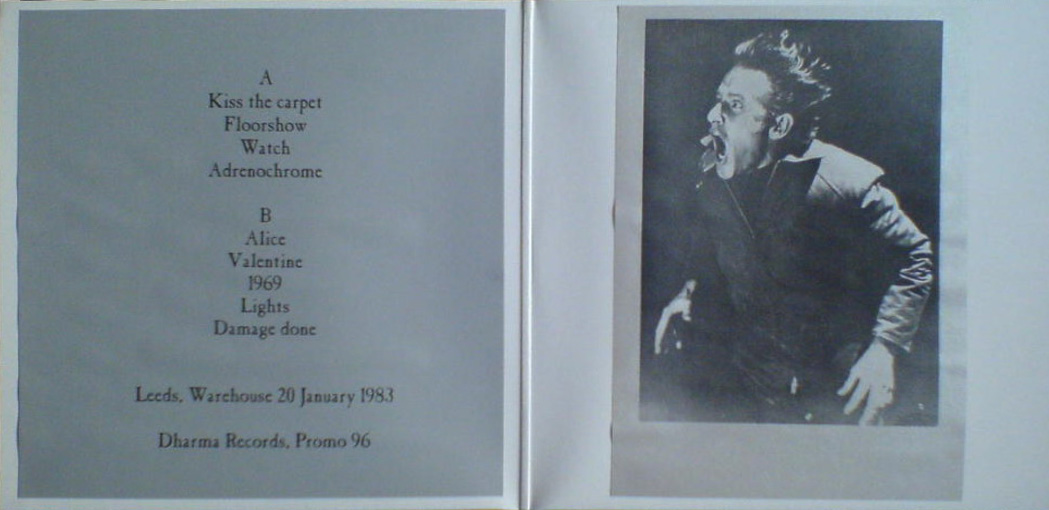 A
Kiss the carpet
Floorshow
Watch
Adrenochrome
B
Alice
Valentine
1969
Lights
Damage done
Leeds, Warehouse 20 January 1983
Dharma Records, Promo 96